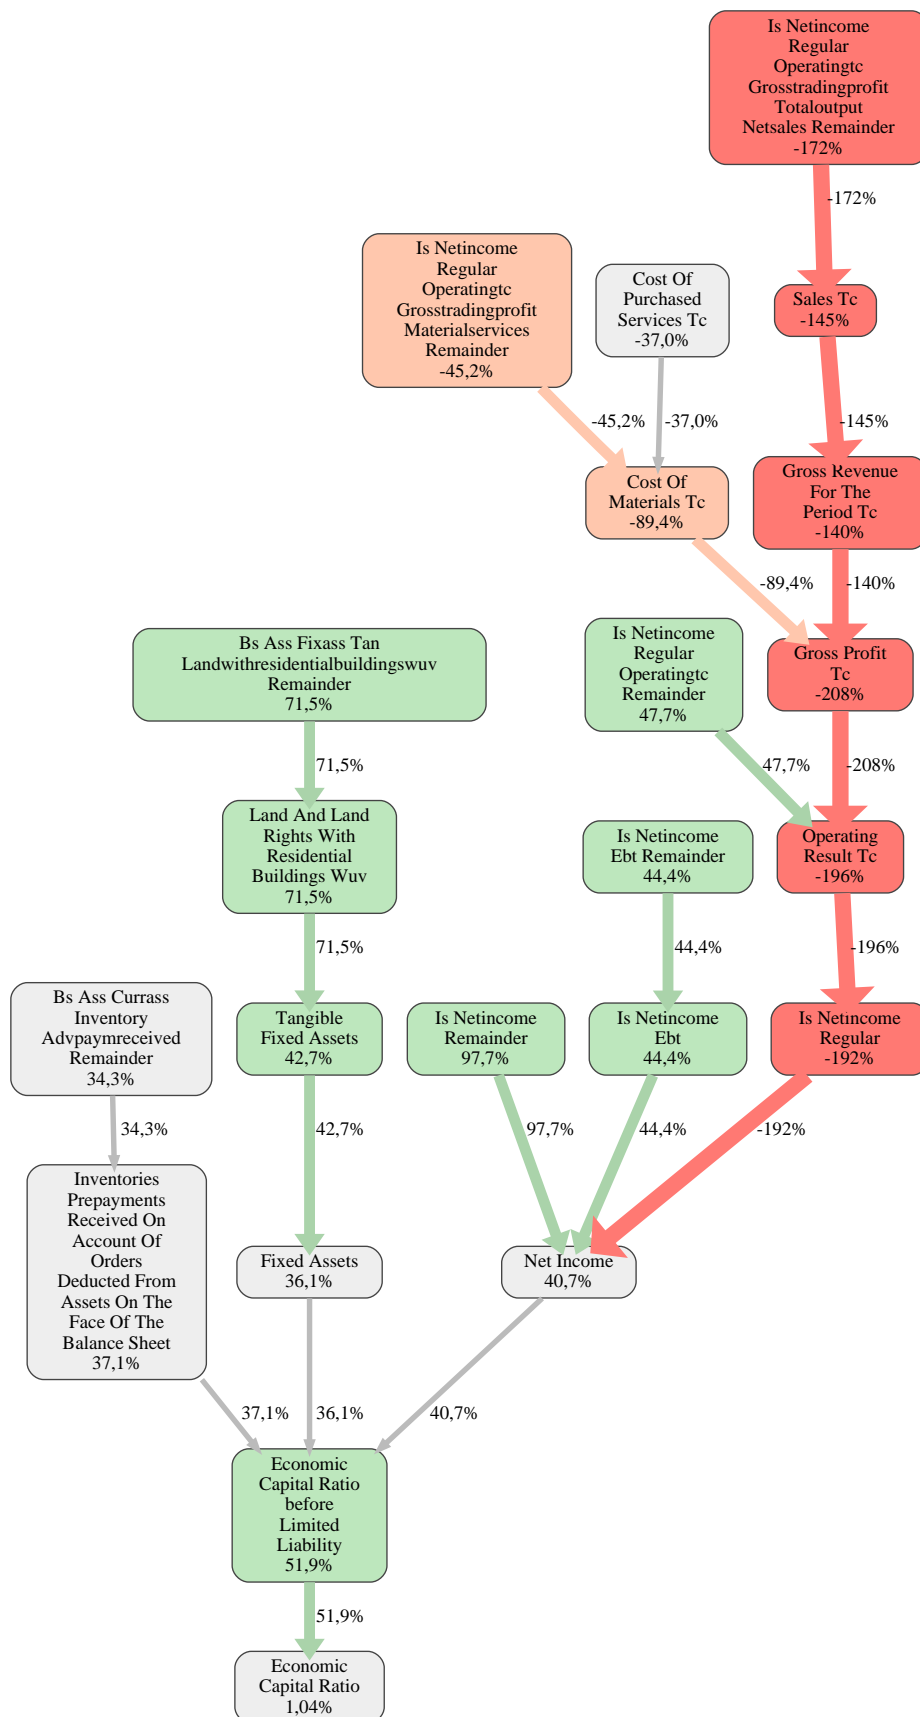 Is Netincome
Regular
Operatingtc
Grosstradingprofit
Totaloutput
Netsales Remainder
-172%
-172%
Is Netincome
Regular
Operatingtc
Grosstradingprofit
Materialservices
Remainder
-45,2%
Cost Of
Purchased
Services Tc
-37,0%
Sales Tc
-145%
-45,2%
-37,0%
-145%
Cost Of
Materials Tc
-89,4%
Gross Revenue
For The
Period Tc
-140%
-89,4%
-140%
Bs Ass Fixass Tan
Landwithresidentialbuildingswuv
Remainder
71,5%
Is Netincome
Regular
Operatingtc
Remainder
47,7%
Gross Profit
Tc
-208%
71,5%
47,7%
-208%
Land And Land
Rights With
Residential
Buildings Wuv
71,5%
Is Netincome
Ebt Remainder
44,4%
Operating
Result Tc
-196%
71,5%
44,4%
-196%
Bs Ass Currass
Inventory
Advpaymreceived
Remainder
34,3%
Tangible
Fixed Assets
42,7%
Is Netincome
Remainder
97,7%
Is Netincome
Ebt
44,4%
Is Netincome
Regular
-192%
34,3%
42,7%
97,7%
44,4%
-192%
Inventories
Prepayments
Received On
Account Of
Orders
Deducted From
Assets On The
Face Of The
Balance Sheet
37,1%
Fixed Assets
36,1%
Net Income
40,7%
37,1%
36,1%
40,7%
Economic
Capital Ratio
before
Limited
Liability
51,9%
51,9%
Economic
Capital Ratio
1,04%